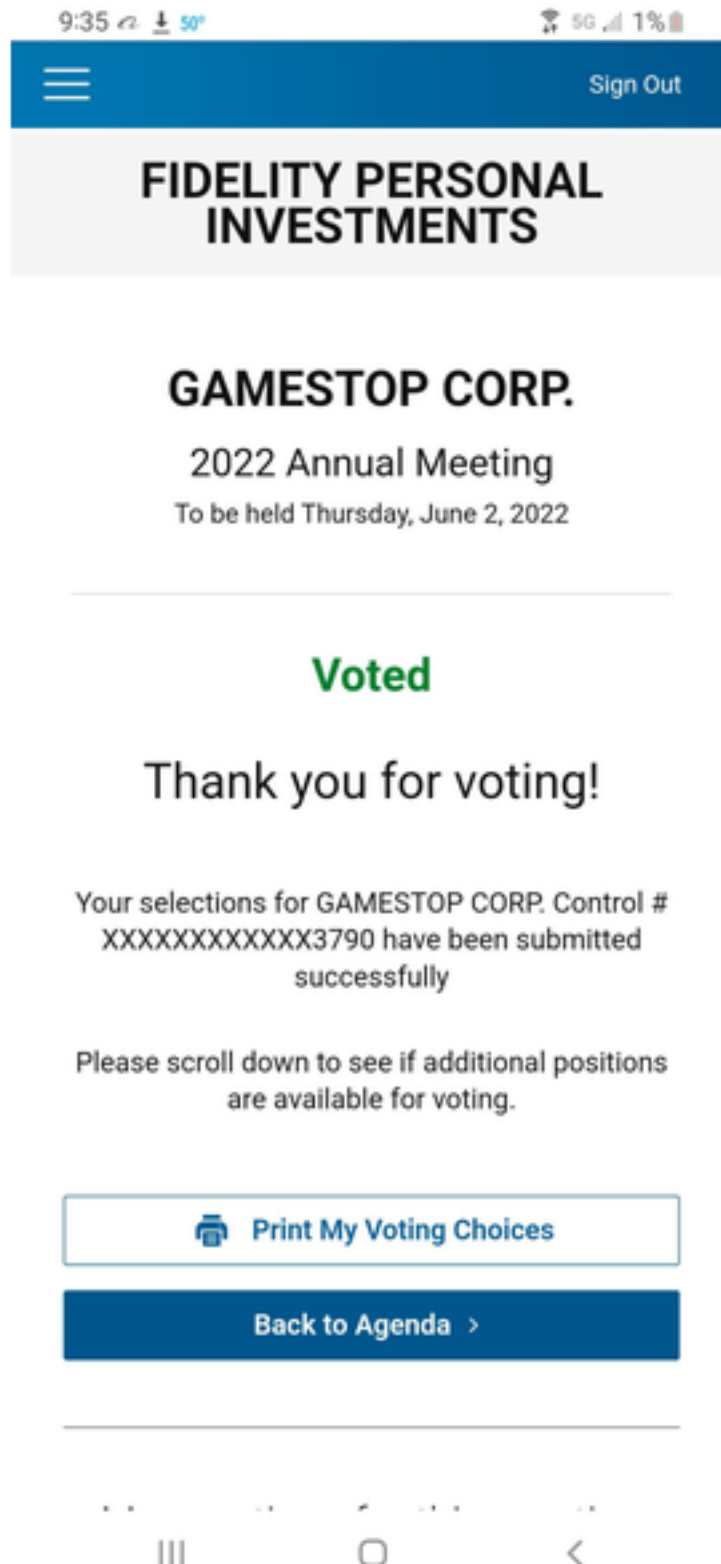 9:35 50° 5G 1%
Sign Out
FIDELITY PERSONAL
INVESTMENTS
GAMESTOP CORP.
2022 Annual Meeting
To be held Thursday, June 2, 2022
Voted
Thank you for voting!
Your selections for GAMESTOP CORP. Control #
XXXXXXXXXXXX3790 have been submitted
successfully
Please scroll down to see if additional positions
are available for voting.
Print My Voting Choices
Back to Agenda >